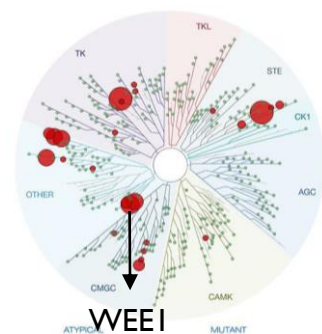 TKL
TK
STE
CK1
AGC
OTHER
CMGC
CAMK
WEE1
ATYPICAL
MUTANT